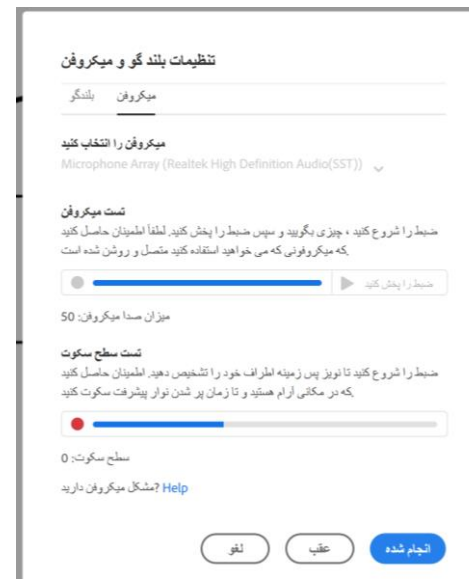 تنظیمات بلند گو و میکروفن
میکروفن بلندگو
میکروفن را انتخاب کنید
Microphone Array (Realtek High Definition Audio(SST))
تست میکروفن
ضبط را شروع کنید ، چیزی بگویید و سپس ضبط را پخش کنید. لطفاً اطمینان حاصل کنید
که میکروفونی که می خواهید استفاده کنید متصل و روشن شده است.
ضبط را پخش کنید
میزان صدا میکروفن: 50
تست سطح سکوت
ضبط را شروع کنید تا نویز پس زمینه اطراف خود را تشخیص دهید. اطمینان حاصل کنید
که در مکانی آرام هستید و تا زمان پر شدن نوار پیشرفت سکوت کنید.
سطح سکوت: 0
مشکل میکروفن دارید? Help
انجام شده عقب لغو